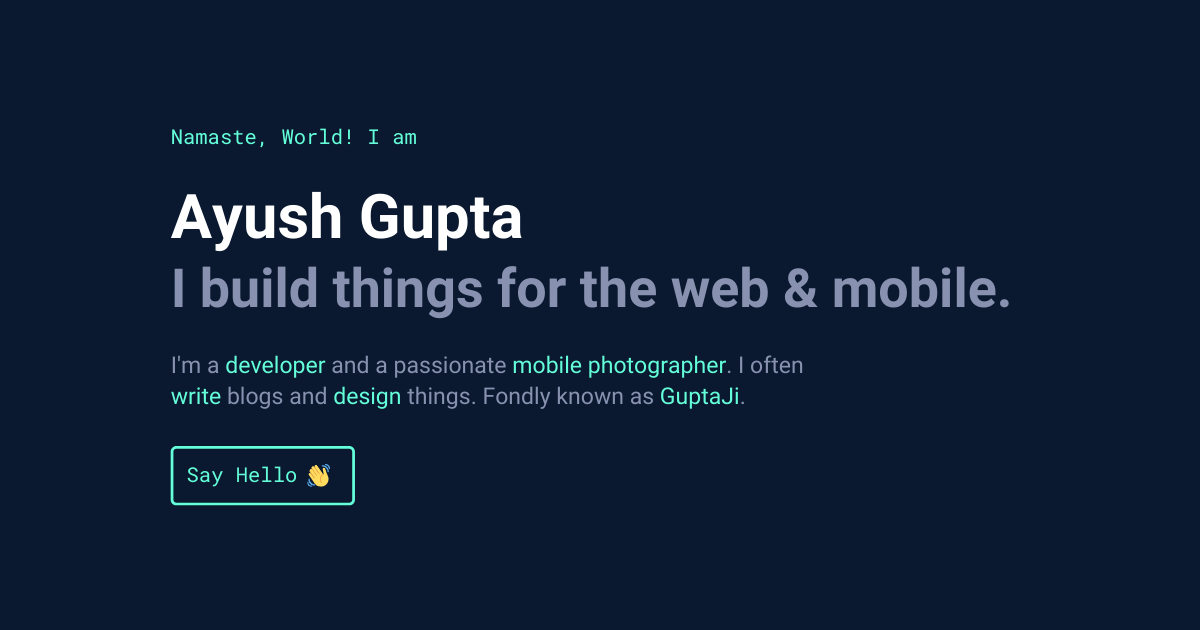 Namaste, World! I am
Ayush Gupta
I build things for the web & mobile.
I'm a developer and a passionate mobile photographer. I often
write blogs and design things. Fondly known as GuptaJi.
Say Hello 👋